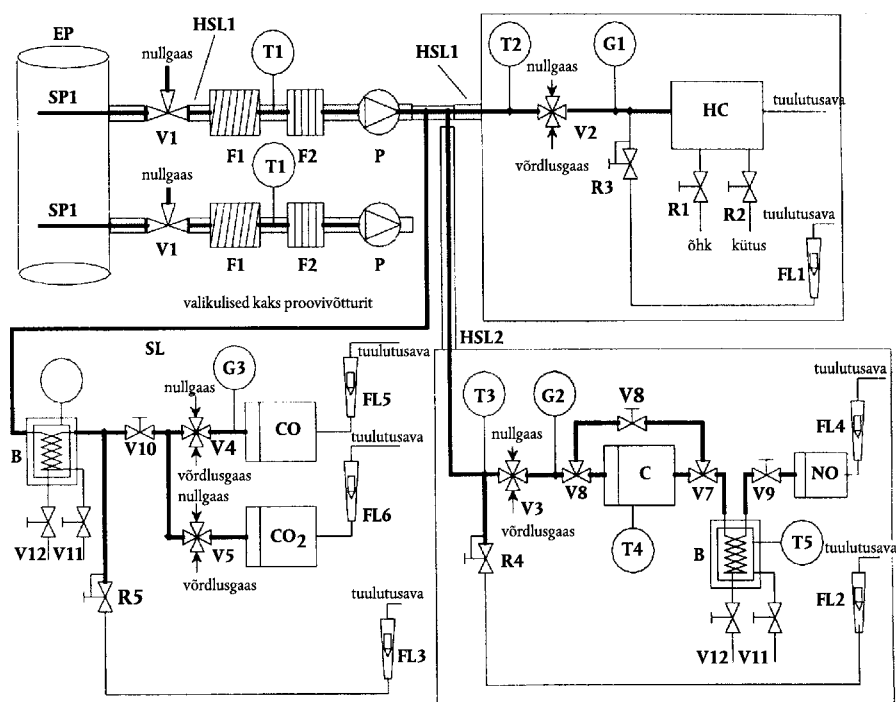 EP
nullgaas
HSL1
T1
SP1
V1
F1
F2
P
HSL1
T2
nullgaas
G1
V2
võrdlusgaas
HC
tuulutusava
R3
R1
R2
õhk
kütus
tuulutusava
FL1
nullgaas
T1
SP1
V1
F1
F2
P
valikulised kaks proovivõtturit
HSL2
SL
tuulutusava
nullgaas
G3
FL5
CO
V10
V4
B
võrdlusgaas
nullgaas
tuulutusava
FL6
CO2
V5
võrdlusgaas
V12
V11
R5
tuulutusava
FL3
T3
G2
V8
tuulutusava
FL4
nullgaas
C
V3
V8
V7
V9
NO
võrdlusgaas
T4
B
T5
tuulutusava
R4
FL2
V12
V11